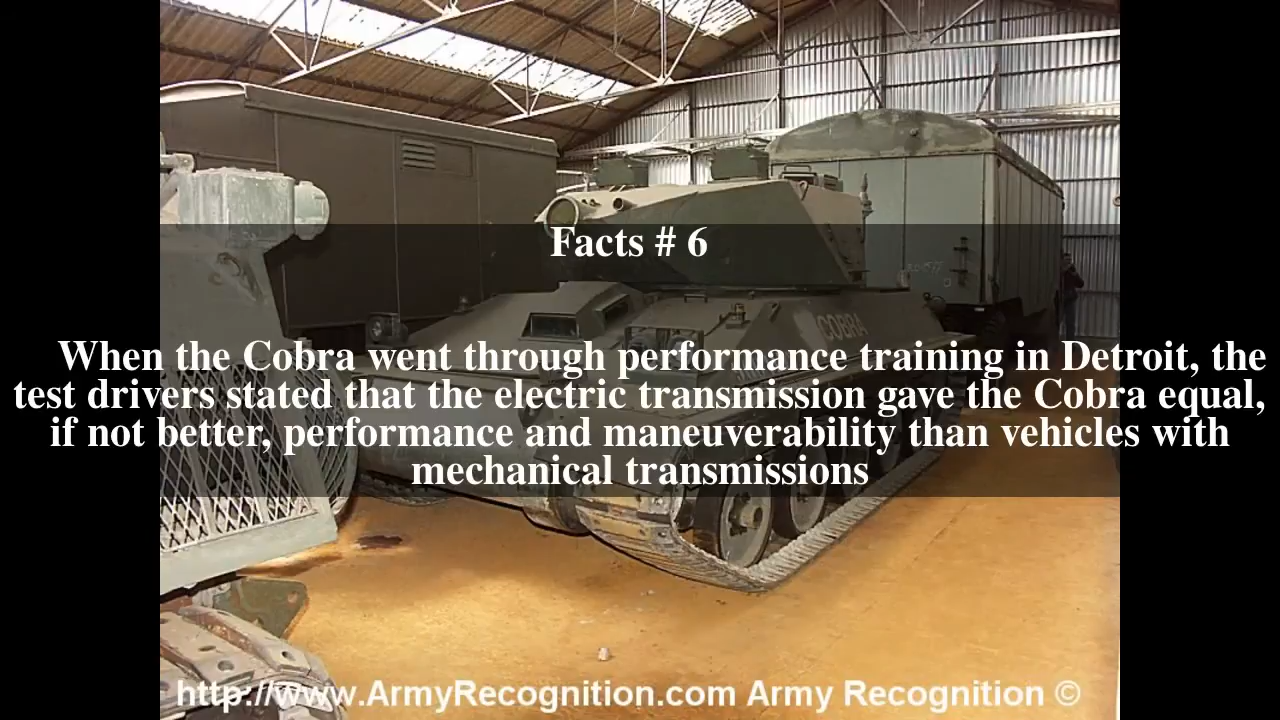 Facts # 6
COBRA
When the Cobra went through performance training in Detroit, the
test drivers stated that the electric transmission gave the Cobra equal,
if not better, performance and maneuverability than vehicles with
mechanical transmissions
http://www.ArmyRecognition.com Army Recognition ©